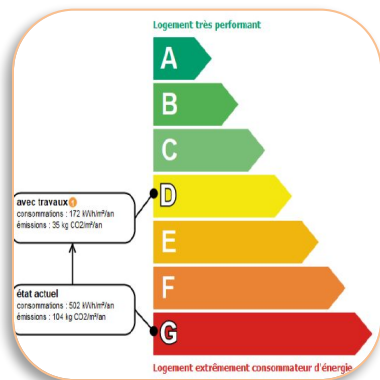 Logement très performant
A
B
C
D
E
F
G
avec travaux 1
consommations : 172 kWh/m²/an
émissions : 35 kg CO2/m²/an
état actuel
consommations : 502 kWh/m²/an
émissions : 104 kg CO2/m²/an
Logement extrêmement consommateur d'énergie